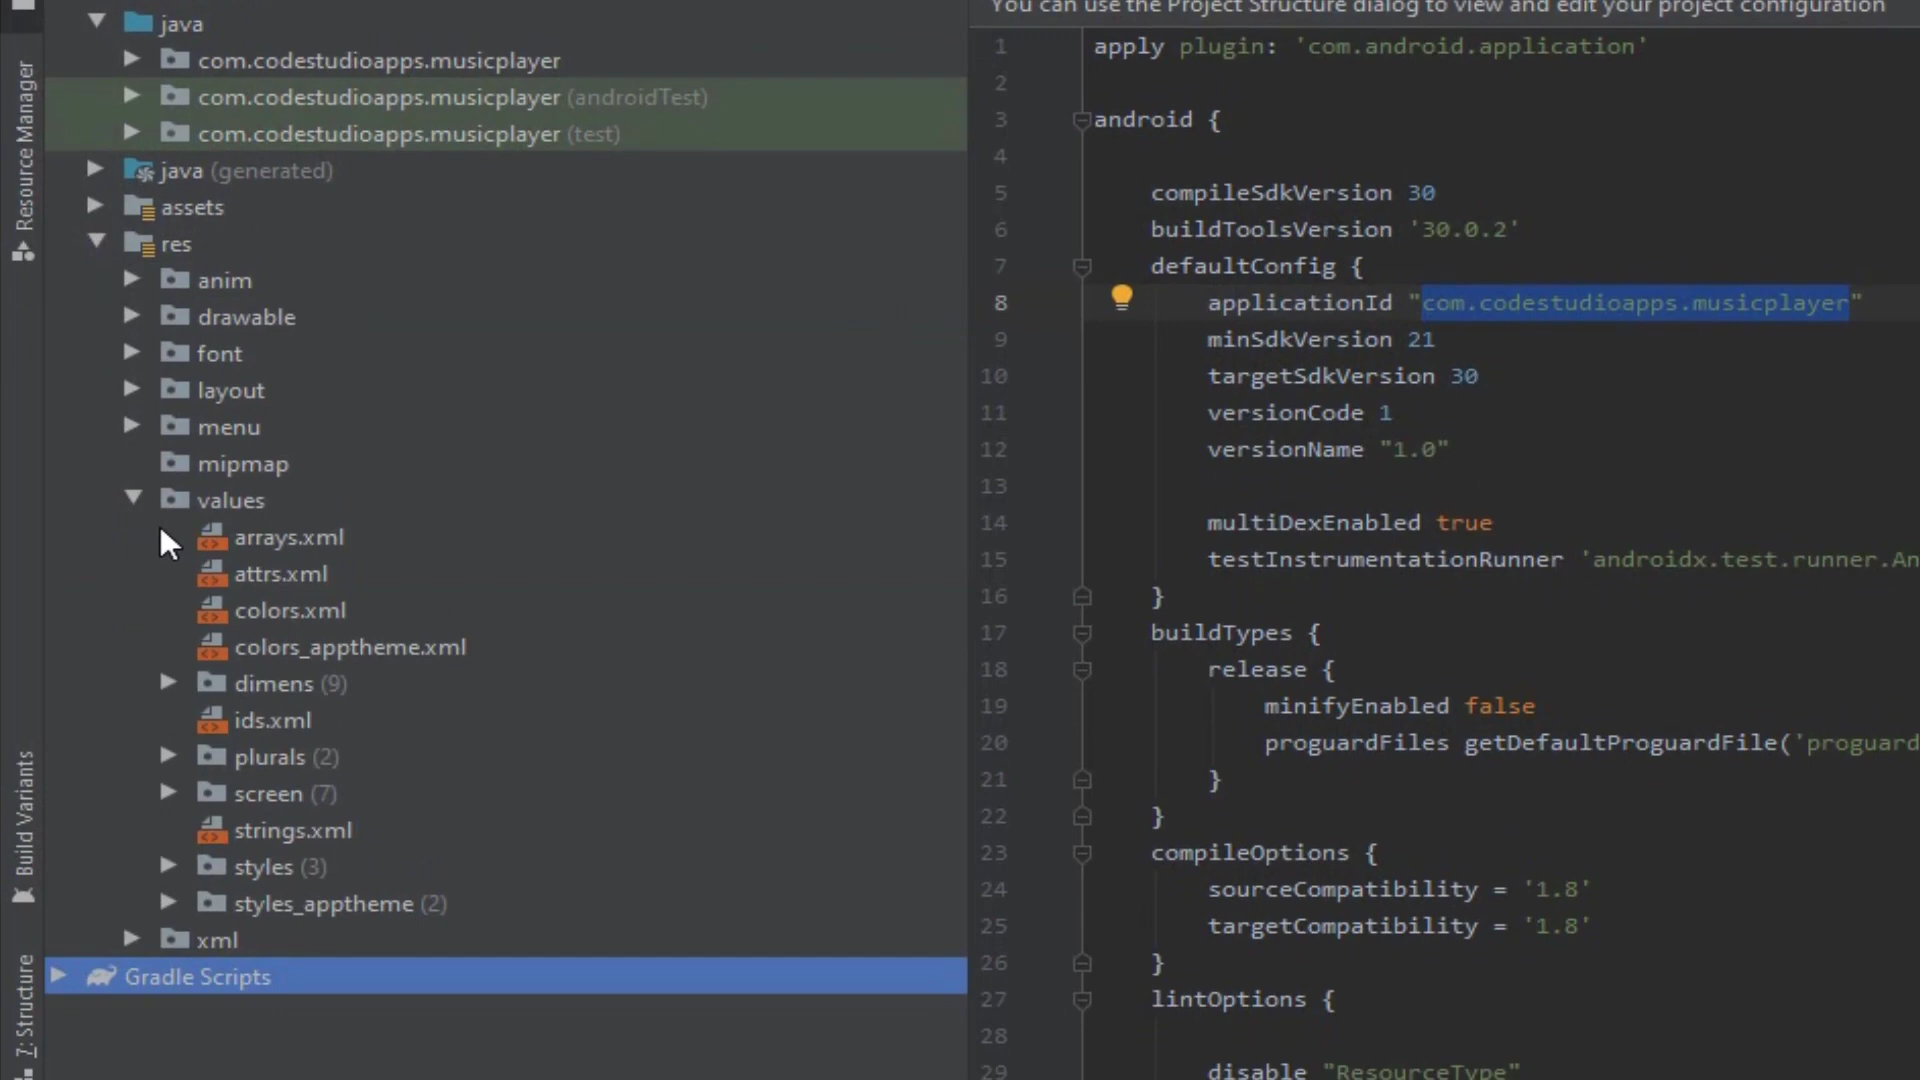 java
com.codestudioapps.musicplayer
com.codestudioapps.musicplayer (androidTest)
com.codestudioapps.musicplayer (test)
java (generated)
assets
res
anim
drawable
font
layout
menu
mipmap
values
arrays.xml
attrs.xml
colors.xml
colors_apptheme.xml
dimens (9)
ids.xml
plurals (2)
screen (7)
strings.xml
styles (3)
styles_apptheme (2)
xml
Gradle Scripts
Resource Manager
Build Variants
7: Structure
You can use the Project Structure dialog to view and edit your project configuration
1 apply plugin: 'com.android.application'
2
3 android {
4
5 compileSdkVersion 30
6 buildToolsVersion '30.0.2'
7 defaultConfig {
8 applicationId "com.codestudioapps.musicplayer"
9 minSdkVersion 21
10 targetSdkVersion 30
11 versionCode 1
12 versionName "1.0"
13
14 multiDexEnabled true
15 testInstrumentationRunner 'androidx.test.runner.An
16 }
17 buildTypes {
18 release {
19 minifyEnabled false
20 proguardFiles getDefaultProguardFile('proguard
21 }
22 }
23 compileOptions {
24 sourceCompatibility = '1.8'
25 targetCompatibility = '1.8'
26 }
27 lintOptions {
28
29 disable "ResourceType"